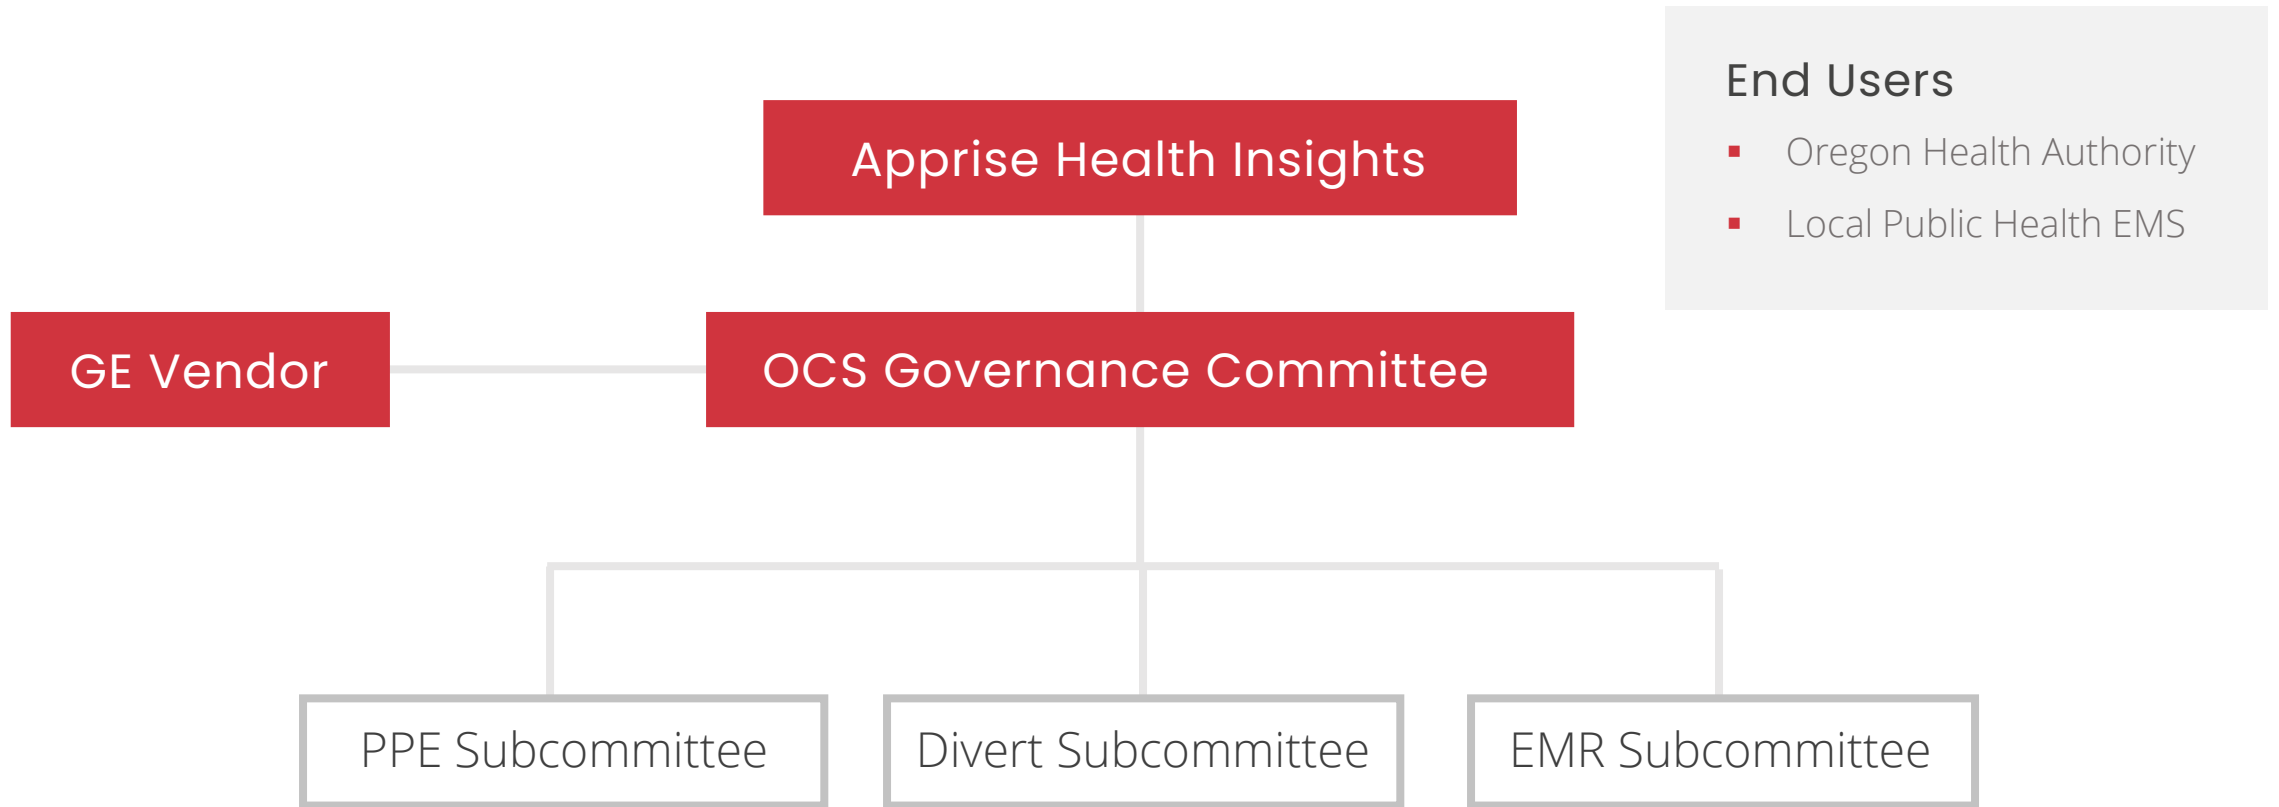 Apprise Health Insights
End Users
▪ Oregon Health Authority
▪ Local Public Health EMS
GE Vendor
OCS Governance Committee
PPE Subcommittee
Divert Subcommittee
EMR Subcommittee